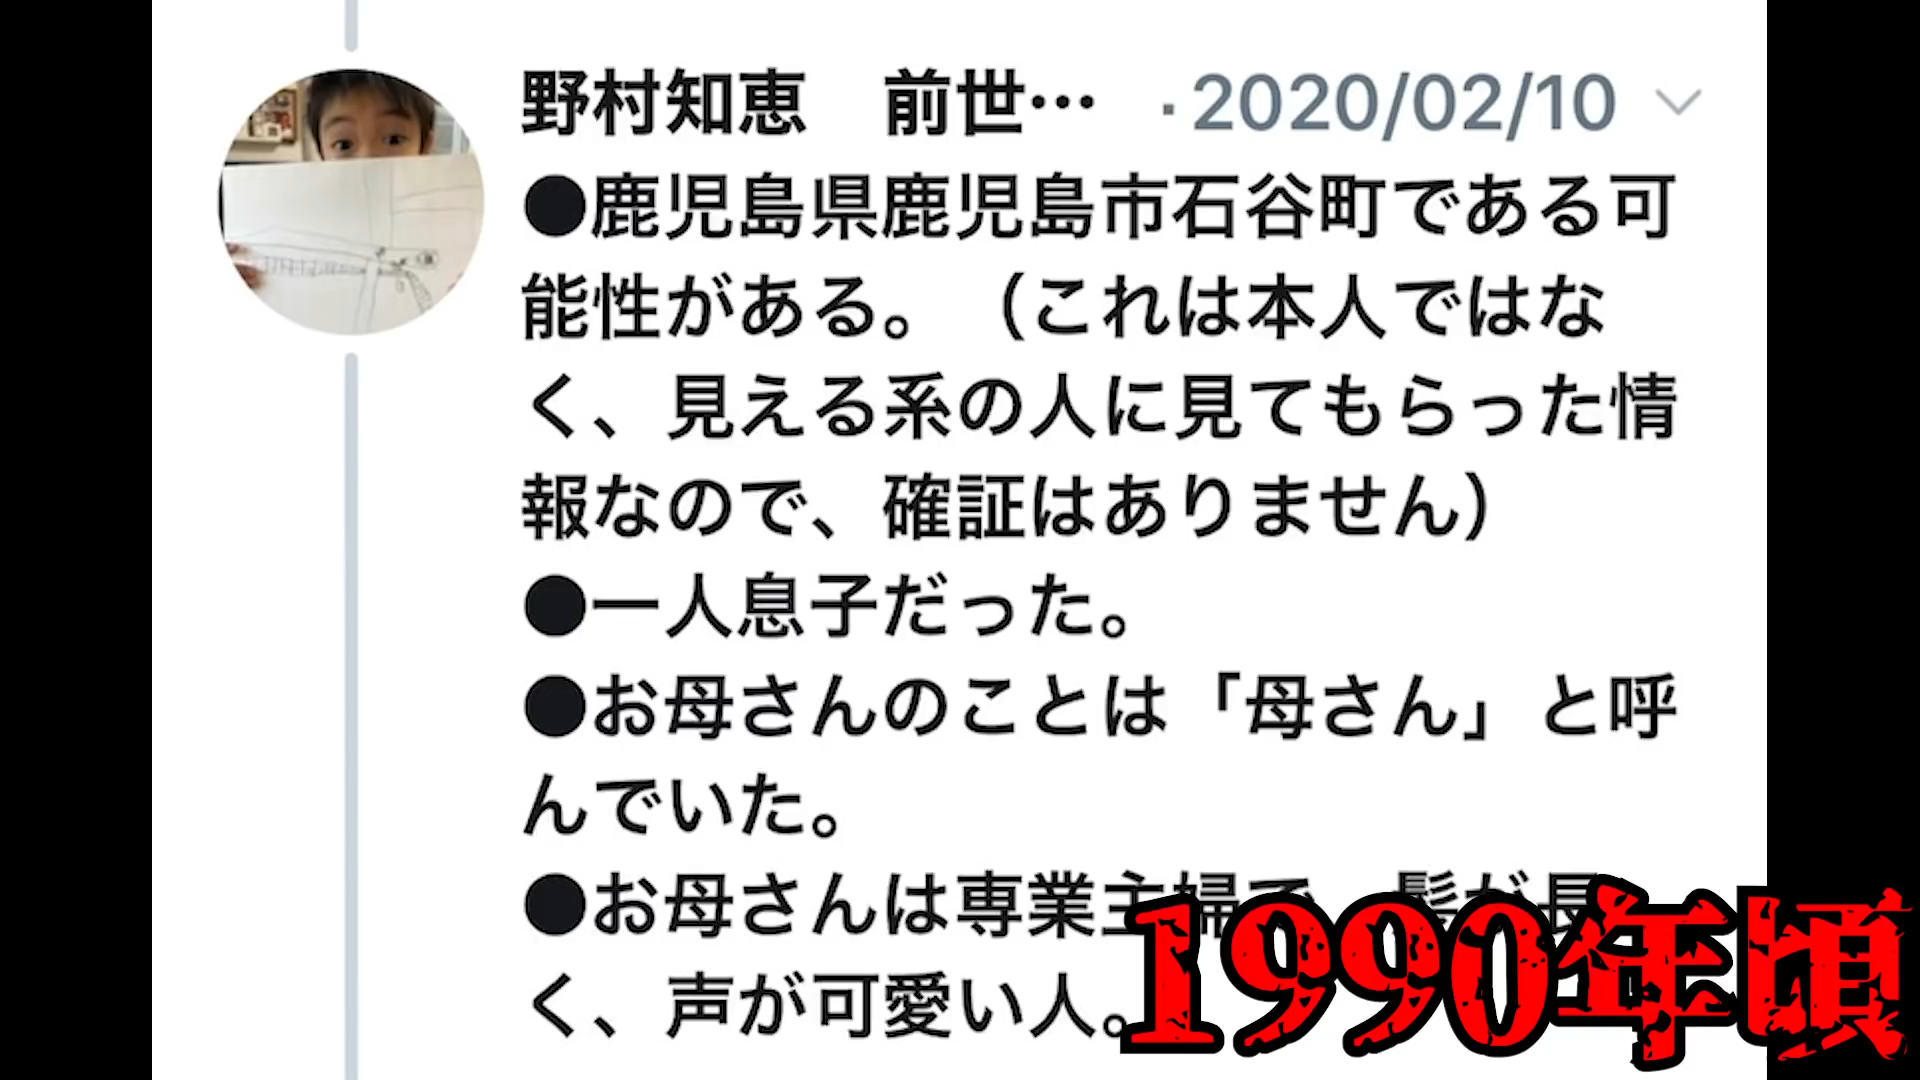 野村知恵　前世… ・2020/02/10
●鹿児島県鹿児島市石谷町である可
能性がある。（これは本人ではな
く、見える系の人に見てもらった情
報なので、確証はありません）
●一人息子だった。
●お母さんのことは「母さん」と呼
んでいた。
●お母さんは専業主婦で、髪が長
く、声が可愛い人。
1990年頃